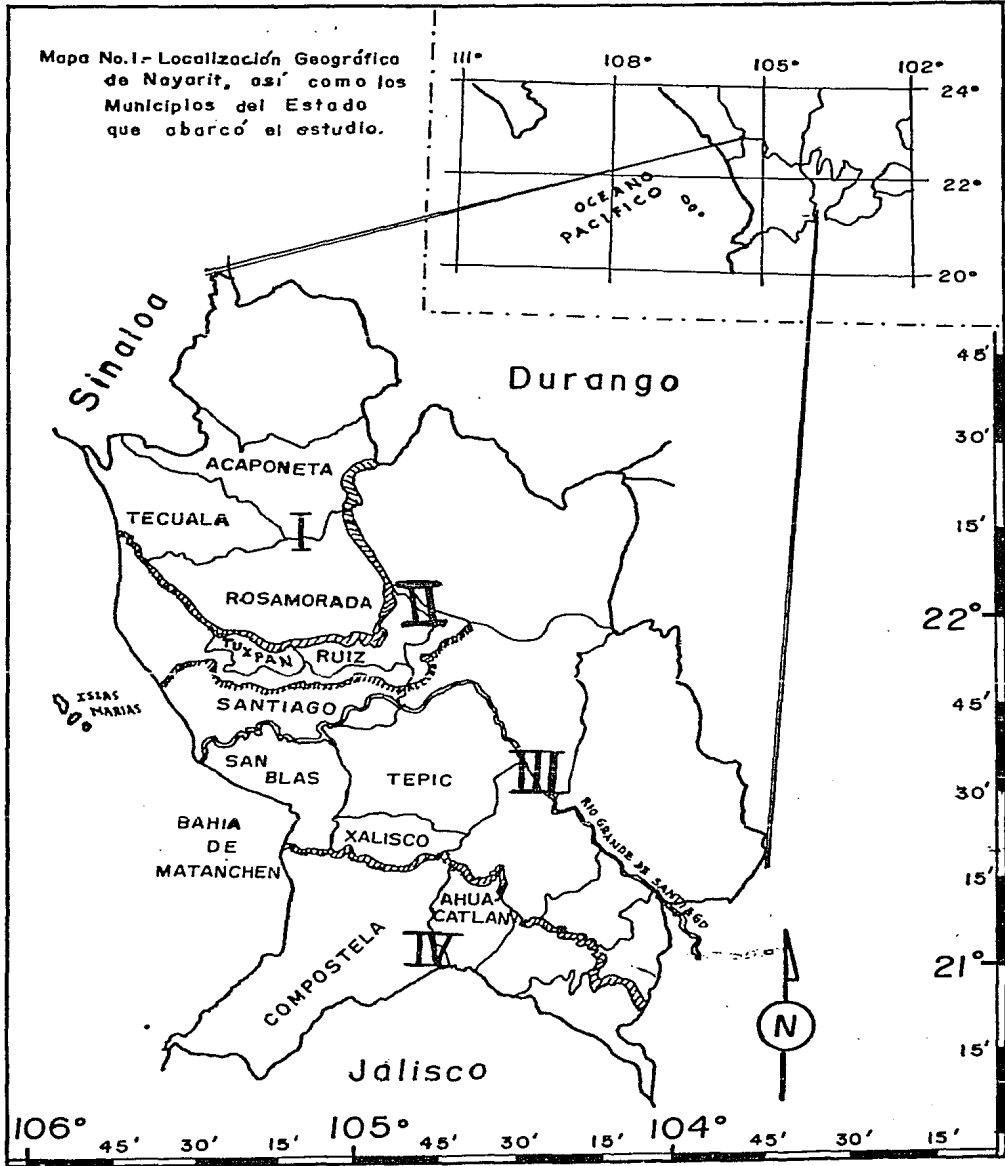 Mapa No.1.- Localización Geográfica
de Nayarit, así como los
Municipios del Estado
que abarcó el estudio.
111° 108° 105° 102°
24°
22°
20°
OCEANO
PACIFICO
Sinaloa
Durango
45'
30'
15'
22°
45'
30'
15'
21°
15'
ACAPONETA
TECUALA
I
ROSAMORADA
II
TUXPAN
RUIZ
SANTIAGO
ISLAS
MARIAS
SAN
BLAS
TEPIC
III
BAHIA
DE
MATANCHEN
XALISCO
RIO GRANDE DE SANTIAGO
AHUA-
CATLAN
IV
COMPOSTELA
N
Jalisco
106° 45' 30' 105° 45' 30' 15' 104° 45' 30' 15'